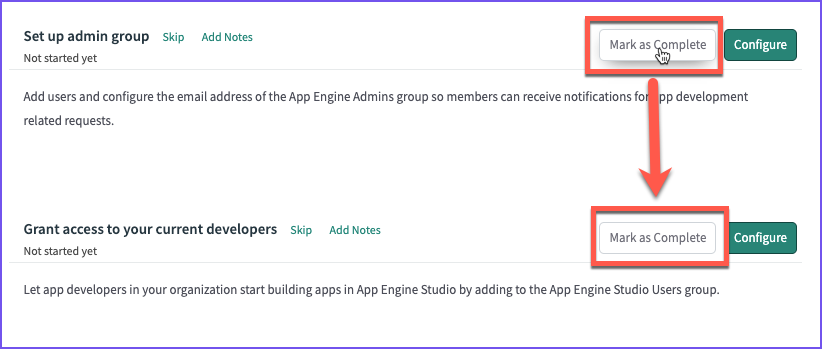 Set up admin group Skip Add Notes Mark as Complete Configure
Not started yet
Add users and configure the email address of the App Engine Admins group so members can receive notifications for app development
related requests.
Grant access to your current developers Skip Add Notes Mark as Complete Configure
Not started yet
Let app developers in your organization start building apps in App Engine Studio by adding to the App Engine Studio Users group.